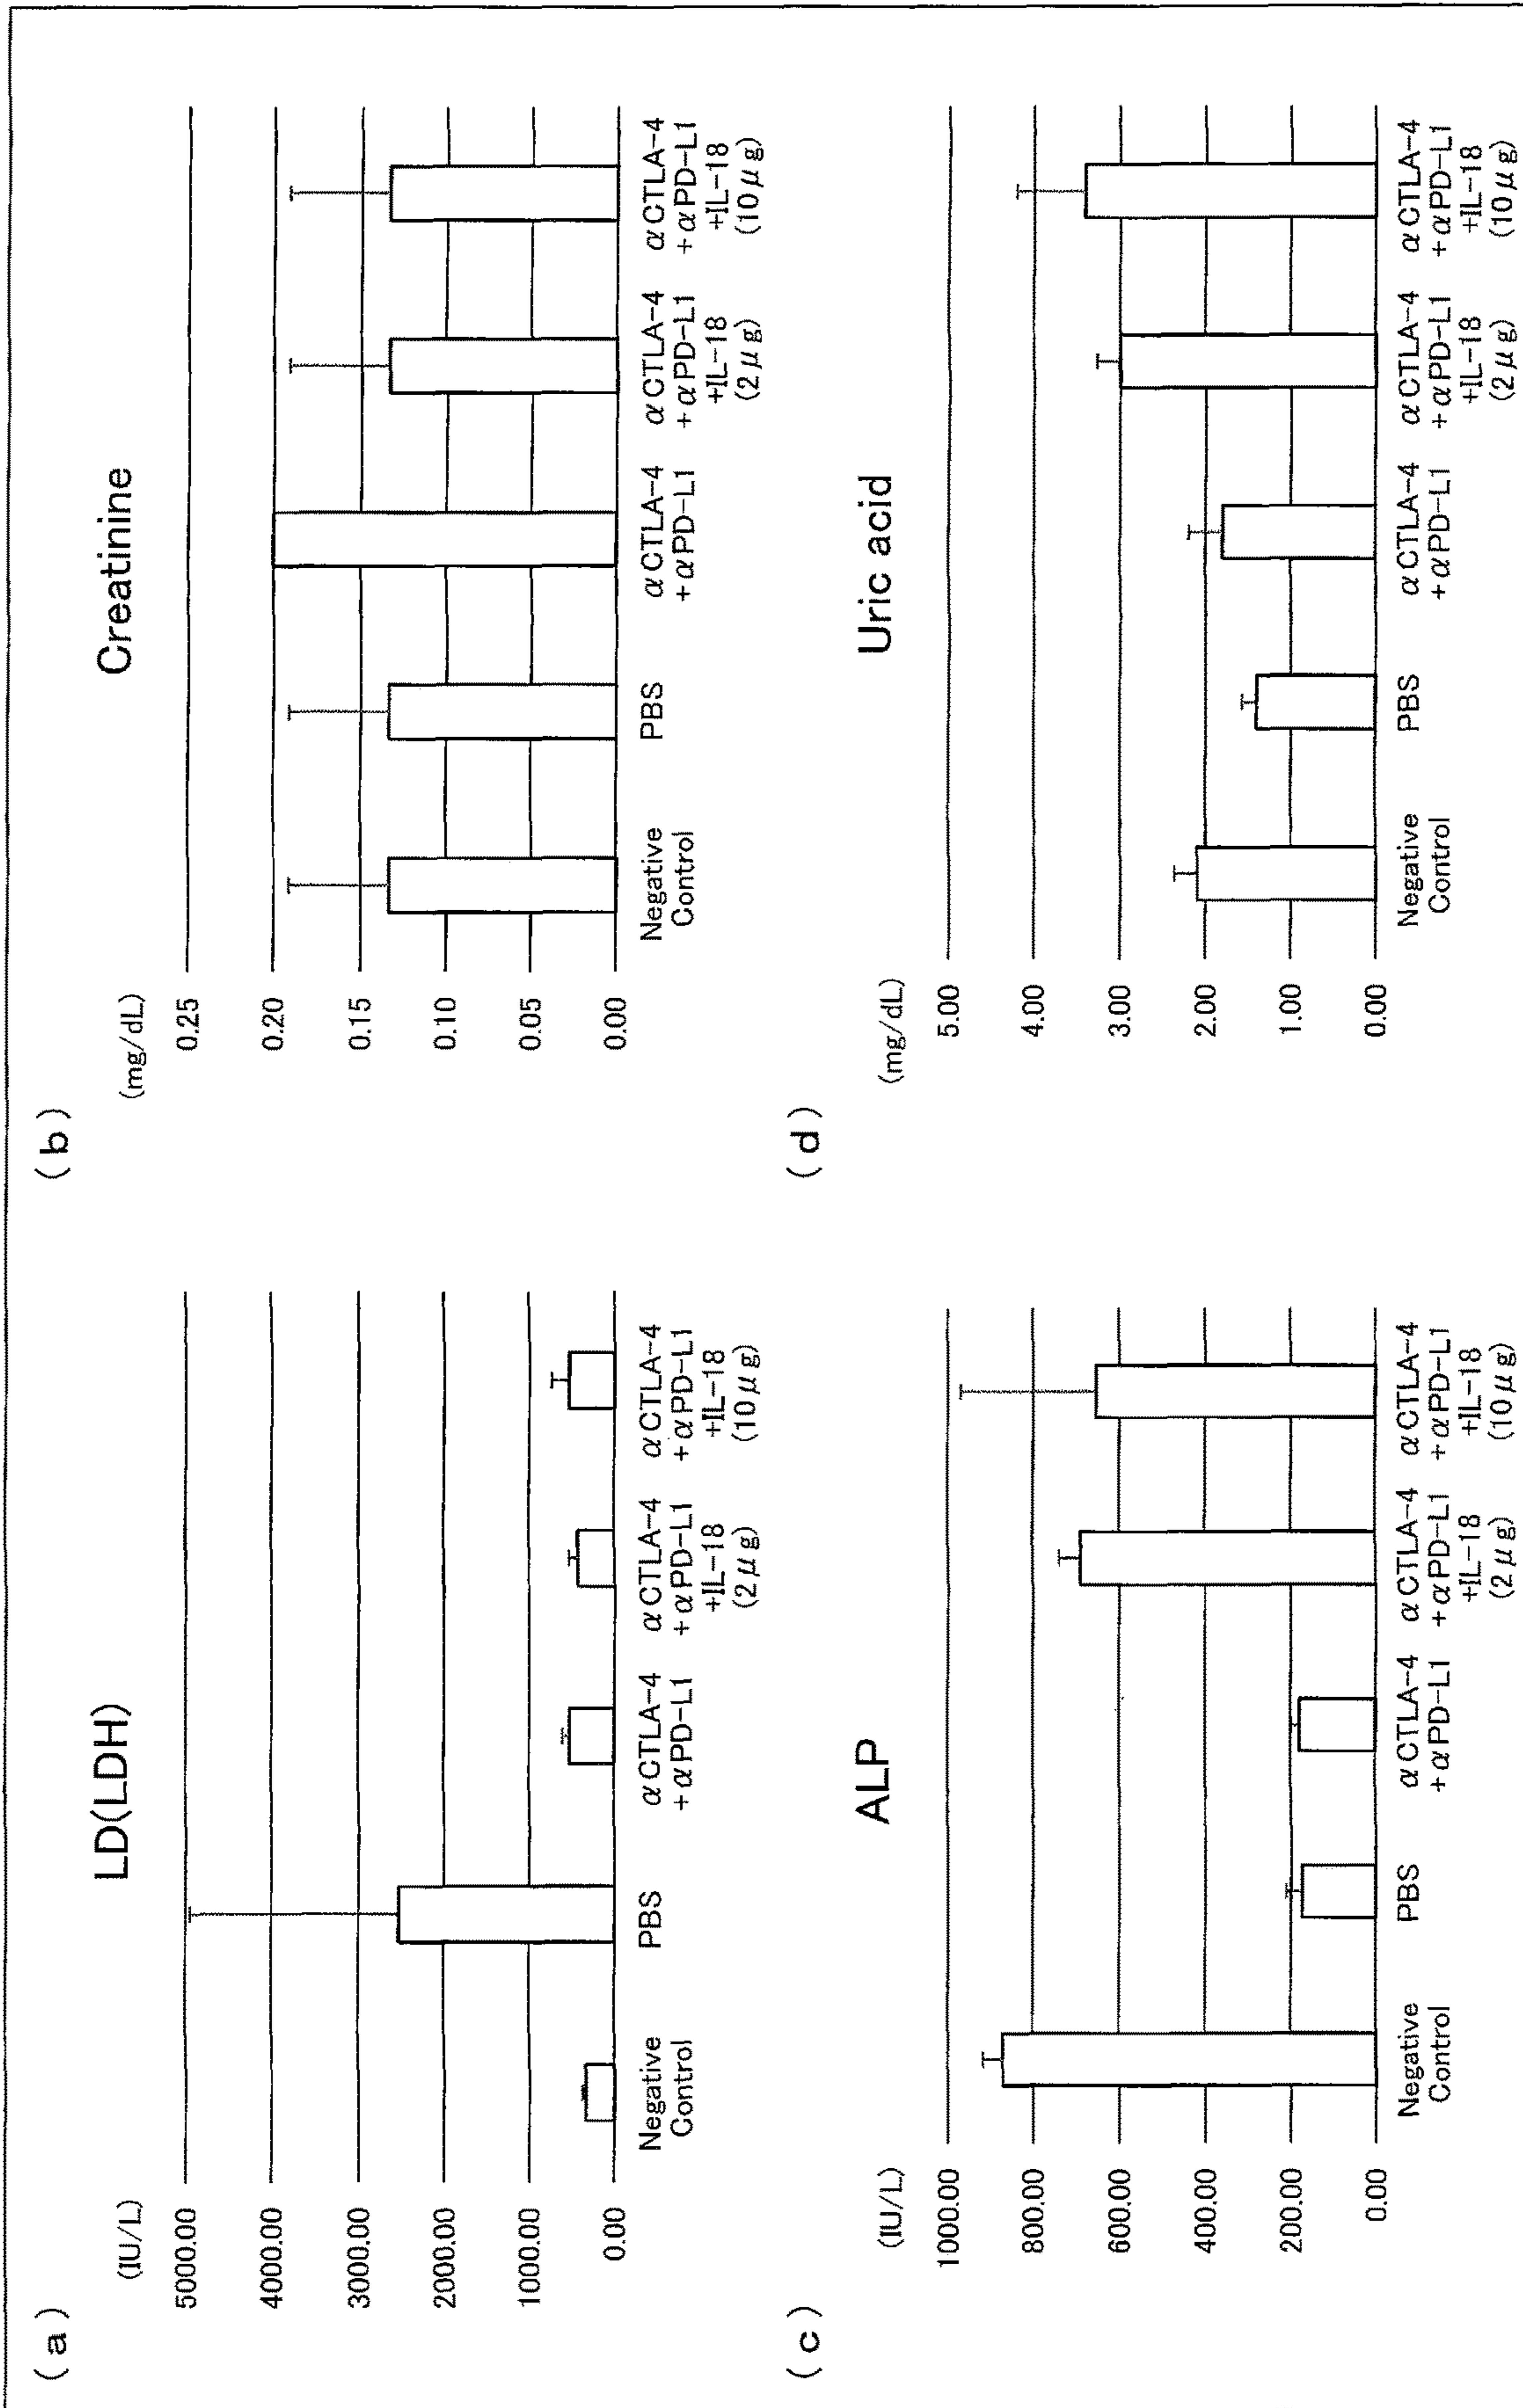 (a)
LD(LDH)
(IU/L)
5000.00
4000.00
3000.00
2000.00
1000.00
0.00
Negative
Control
PBS
αCTLA-4
+αPD-L1
αCTLA-4
+αPD-L1
+IL-18
(2μg)
αCTLA-4
+αPD-L1
+IL-18
(10μg)
(b)
Creatinine
(mg/dL)
0.25
0.20
0.15
0.10
0.05
0.00
Negative
Control
PBS
αCTLA-4
+αPD-L1
αCTLA-4
+αPD-L1
+IL-18
(2μg)
αCTLA-4
+αPD-L1
+IL-18
(10μg)
(c)
ALP
(IU/L)
1000.00
800.00
600.00
400.00
200.00
0.00
Negative
Control
PBS
αCTLA-4
+αPD-L1
αCTLA-4
+αPD-L1
+IL-18
(2μg)
αCTLA-4
+αPD-L1
+IL-18
(10μg)
(d)
Uric acid
(mg/dL)
5.00
4.00
3.00
2.00
1.00
0.00
Negative
Control
PBS
αCTLA-4
+αPD-L1
αCTLA-4
+αPD-L1
+IL-18
(2μg)
αCTLA-4
+αPD-L1
+IL-18
(10μg)